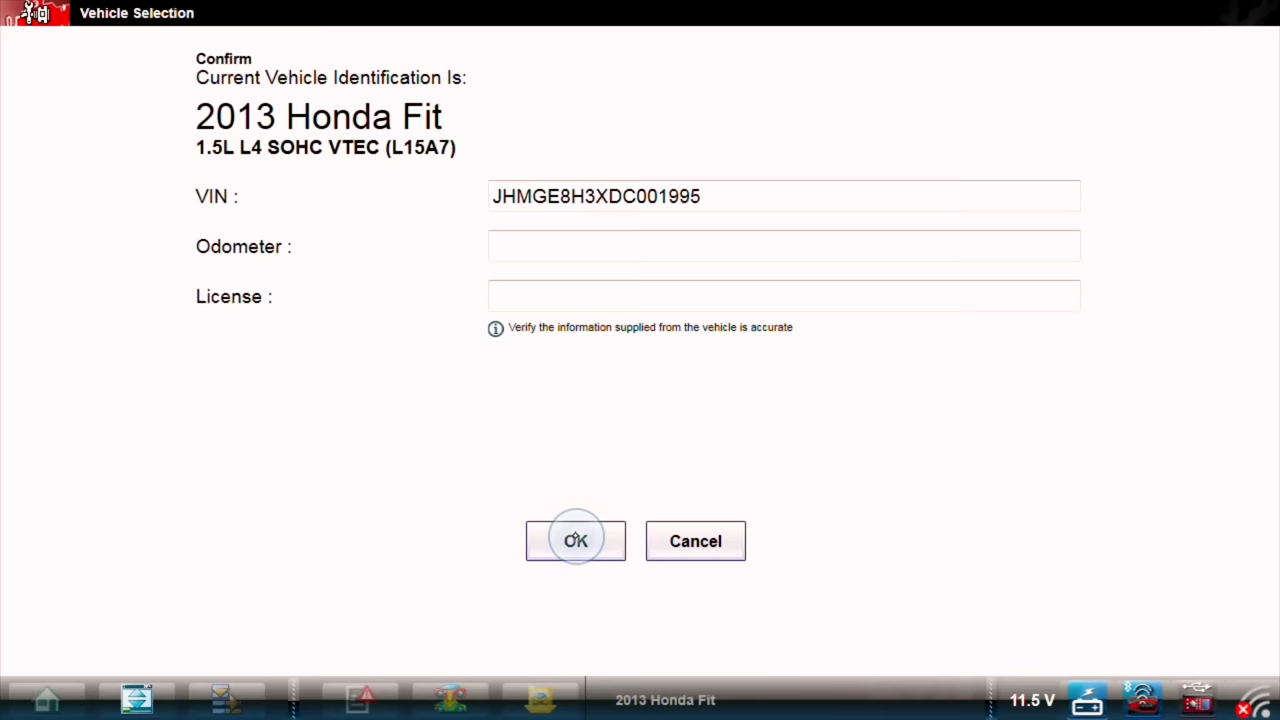 Vehicle Selection
Confirm
Current Vehicle Identification Is:
2013 Honda Fit
1.5L L4 SOHC VTEC (L15A7)
VIN : JHMGE8H3XDC001995
Odometer :
License :
Verify the information supplied from the vehicle is accurate
OK Cancel
2013 Honda Fit 11.5 V